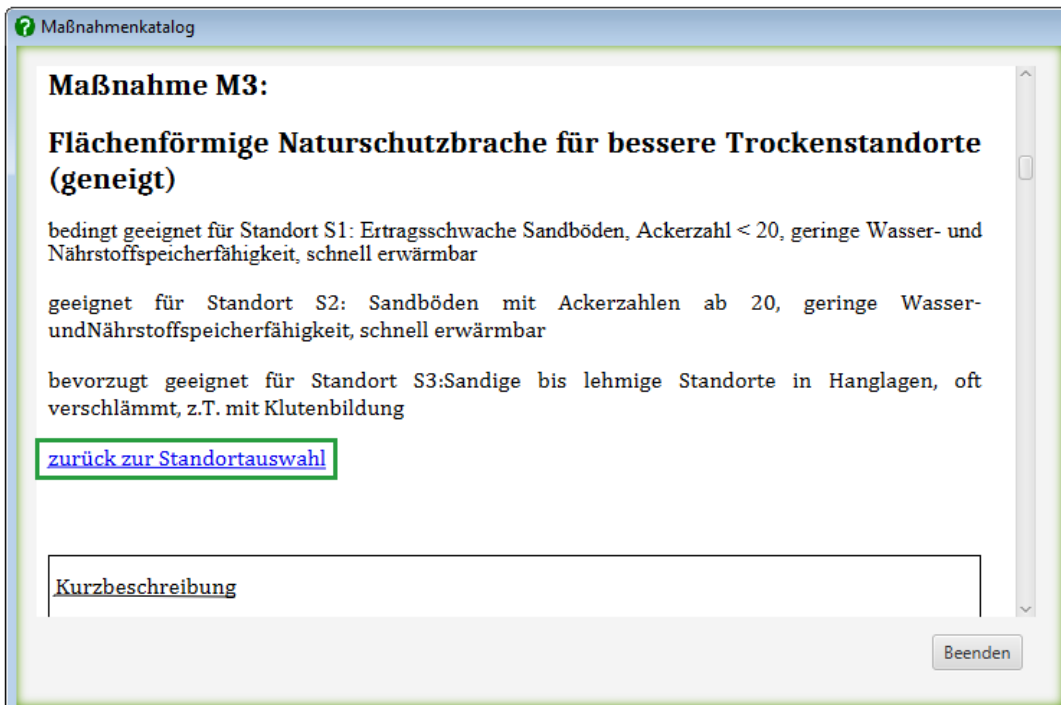 Maßnahmenkatalog
Maßnahme M3:
Flächenförmige Naturschutzbrache für bessere Trockenstandorte
(geneigt)
bedingt geeignet für Standort S1: Ertragsschwache Sandböden, Ackerzahl < 20, geringe Wasser- und
Nährstoffspeicherfähigkeit, schnell erwärmbar
geeignet für Standort S2: Sandböden mit Ackerzahlen ab 20, geringe Wasser-
undNährstoffspeicherfähigkeit, schnell erwärmbar
bevorzugt geeignet für Standort S3:Sandige bis lehmige Standorte in Hanglagen, oft
verschlämmt, z.T. mit Klutenbildung
zurück zur Standortauswahl
Kurzbeschreibung
Beenden